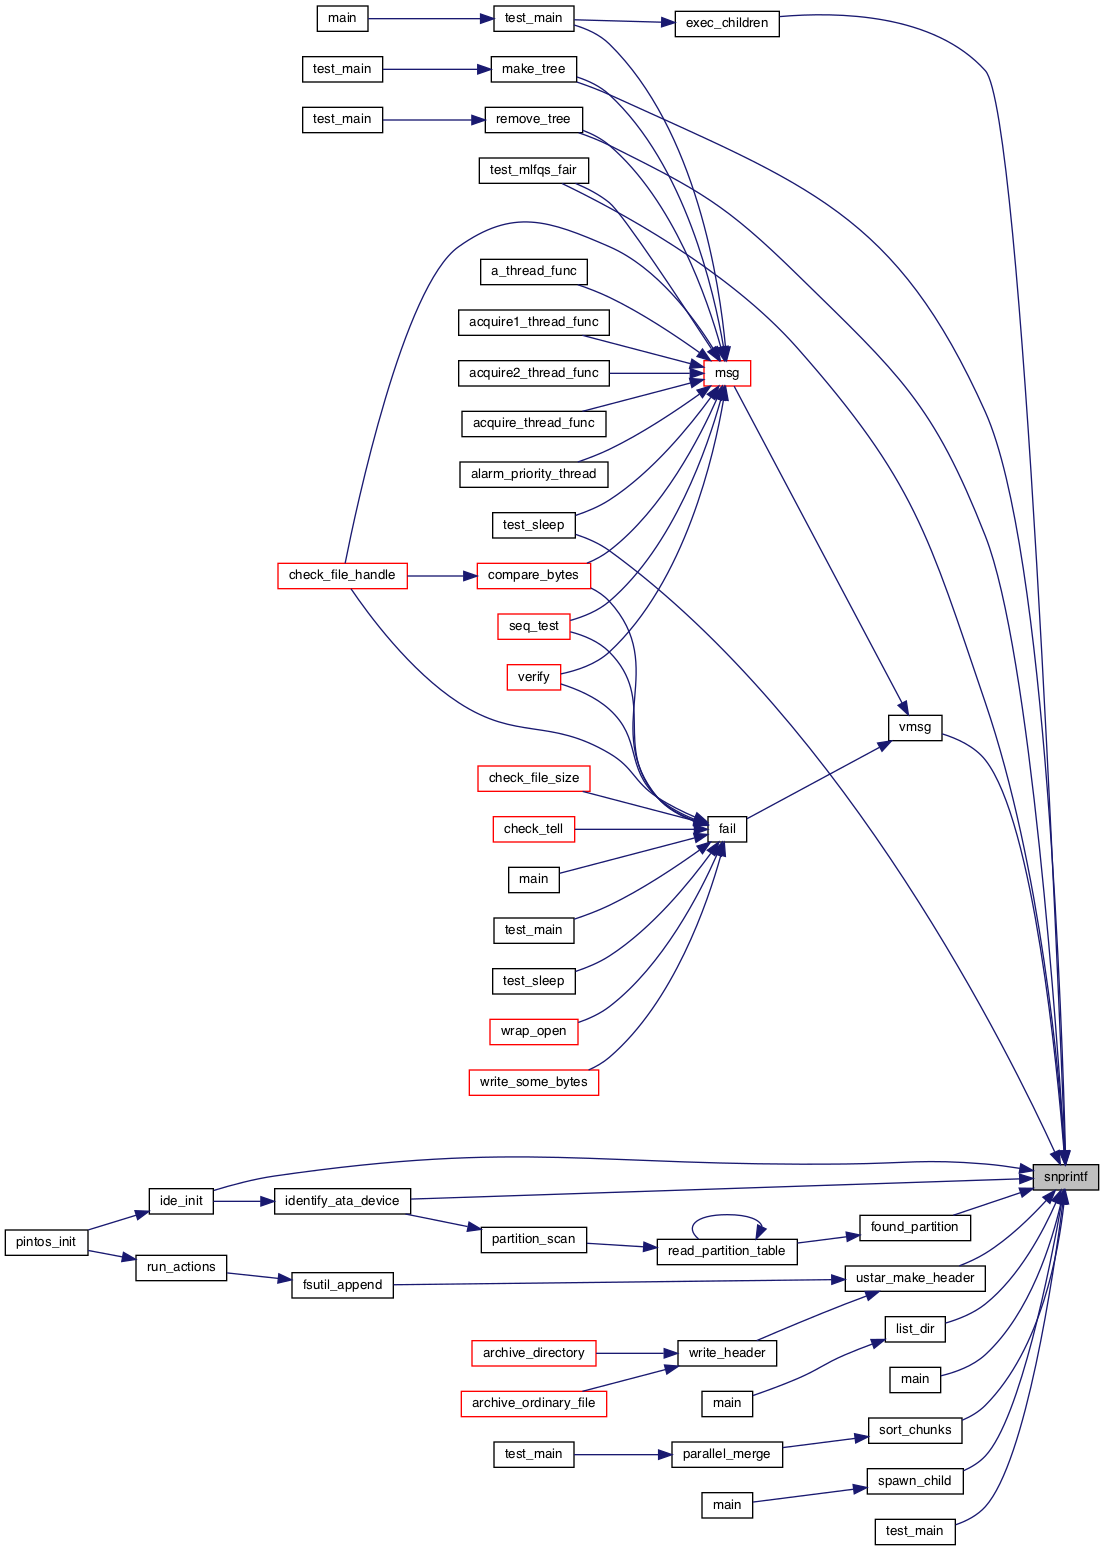 main
test_main
exec_children
test_main
make_tree
test_main
remove_tree
test_mlfqs_fair
a_thread_func
acquire1_thread_func
acquire2_thread_func
msg
acquire_thread_func
alarm_priority_thread
test_sleep
check_file_handle
compare_bytes
seq_test
verify
vmsg
check_file_size
check_tell
fail
main
test_main
test_sleep
wrap_open
write_some_bytes
snprintf
ide_init
identify_ata_device
found_partition
pintos_init
partition_scan
read_partition_table
run_actions
fsutil_append
ustar_make_header
list_dir
archive_directory
write_header
main
archive_ordinary_file
main
sort_chunks
test_main
parallel_merge
spawn_child
main
test_main